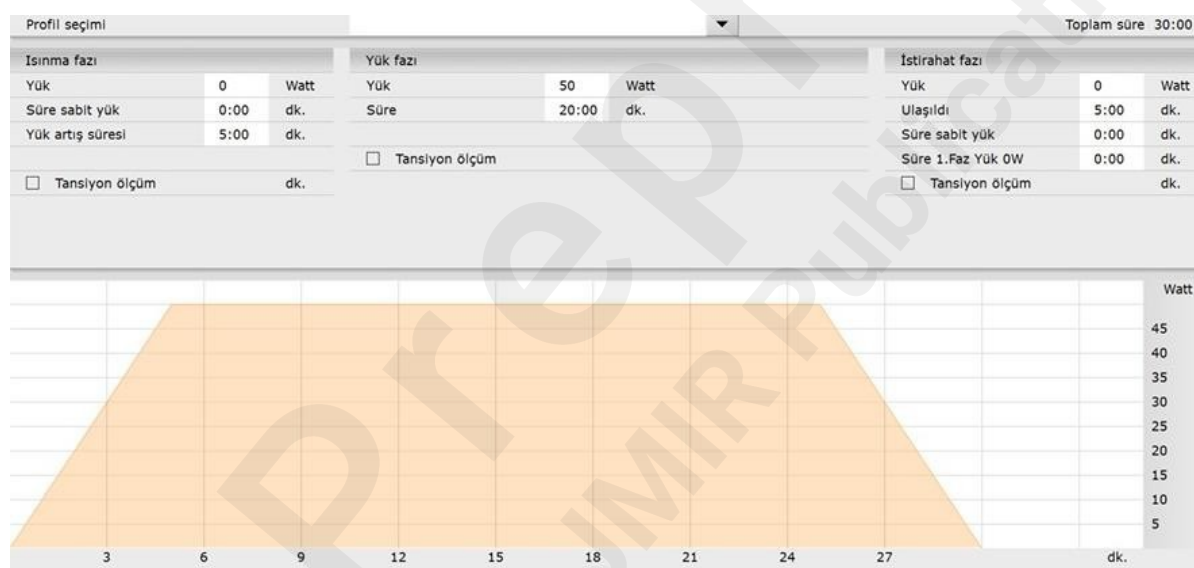 Profil seçimi Toplam süre 30:00
Isınma fazı Yük fazı İstirahat fazı
Yük 0 Watt Yük 50 Watt Yük 0 Watt
Süre sabit yük 0:00 dk. Süre 20:00 dk. Ulaşıldı 5:00 dk.
Yük artış süresi 5:00 dk. Süre sabit yük 0:00 dk.
Tansiyon ölçüm Süre 1.Faz Yük 0W 0:00 dk.
Tansiyon ölçüm dk. Tansiyon ölçüm dk.
Watt
45
40
35
30
25
20
15
10
5
3 6 9 12 15 18 21 24 27 dk.